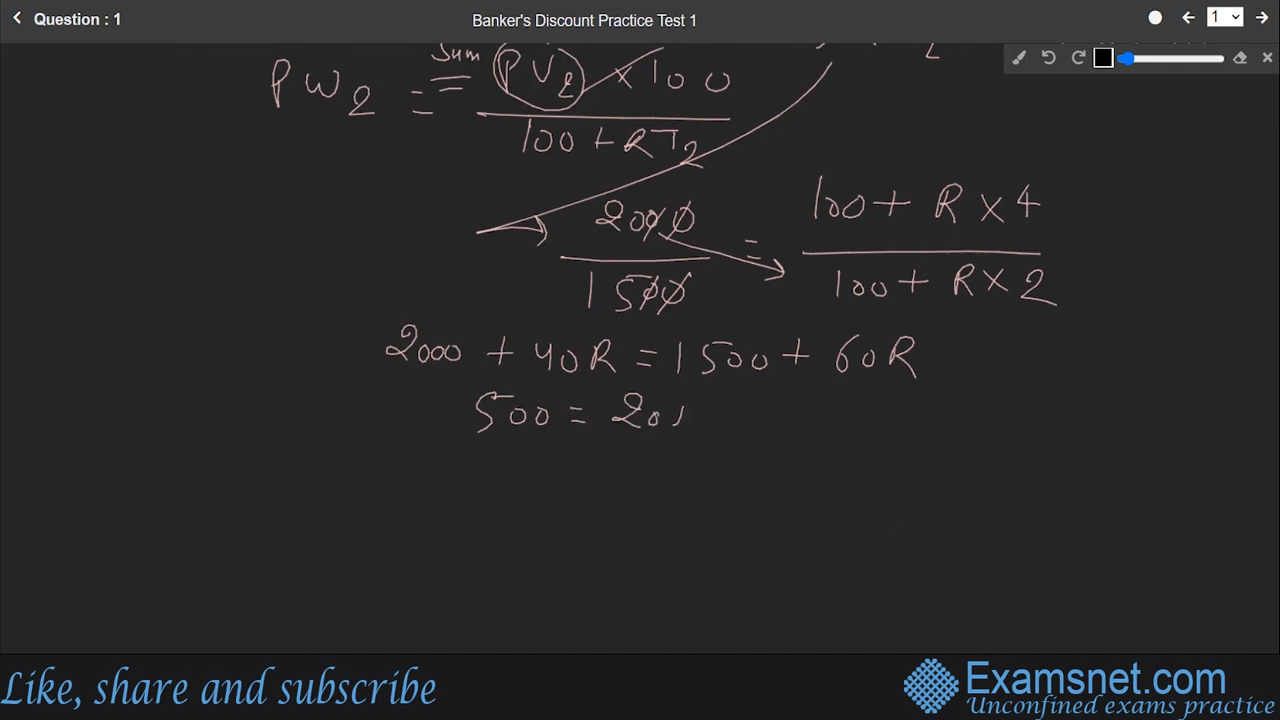 Question : 1
Banker's Discount Practice Test 1
1
Sum
PW2 = PV2 × 100
100 + RT2
2000 = 100 + R × 4
1500 100 + R × 2
2000 + 40R = 1500 + 60R
500 = 20
Like, share and subscribe
Examsnet.com
Unconfined exams practice